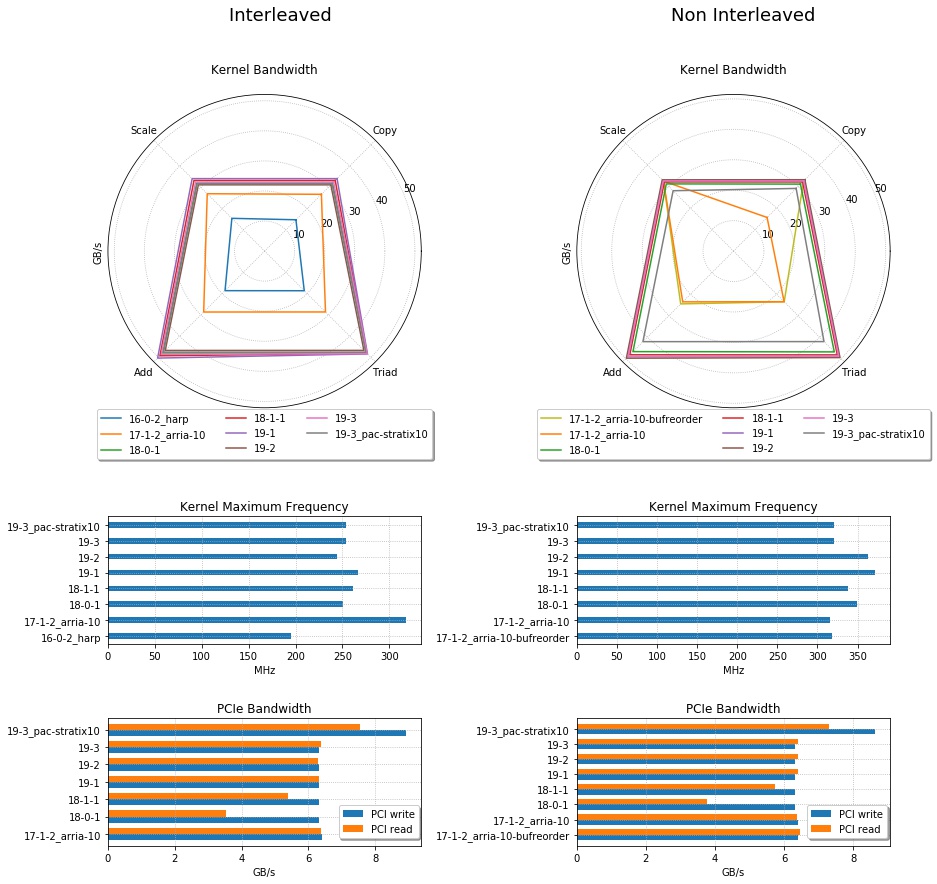 Interleaved
Non Interleaved
Kernel Bandwidth
Kernel Bandwidth
Scale
Copy
50
40
30
20
10
GB/s
Add
Triad
Scale
Copy
50
40
30
20
10
GB/s
Add
Triad
16-0-2_harp 18-1-1 19-3
17-1-2_arria-10 19-1 19-3_pac-stratix10
18-0-1 19-2
17-1-2_arria-10-bufreorder 18-1-1 19-3
17-1-2_arria-10 19-1 19-3_pac-stratix10
18-0-1 19-2
Kernel Maximum Frequency
19-3_pac-stratix10
19-3
19-2
19-1
18-1-1
18-0-1
17-1-2_arria-10
16-0-2_harp
0 50 100 150 200 250 300
MHz
Kernel Maximum Frequency
19-3_pac-stratix10
19-3
19-2
19-1
18-1-1
18-0-1
17-1-2_arria-10
17-1-2_arria-10-bufreorder
0 50 100 150 200 250 300 350
MHz
PCIe Bandwidth
19-3_pac-stratix10
19-3
19-2
19-1
18-1-1
18-0-1
17-1-2_arria-10
PCI write
PCI read
0 2 4 6 8
GB/s
PCIe Bandwidth
19-3_pac-stratix10
19-3
19-2
19-1
18-1-1
18-0-1
17-1-2_arria-10
17-1-2_arria-10-bufreorder
PCI write
PCI read
0 2 4 6 8
GB/s